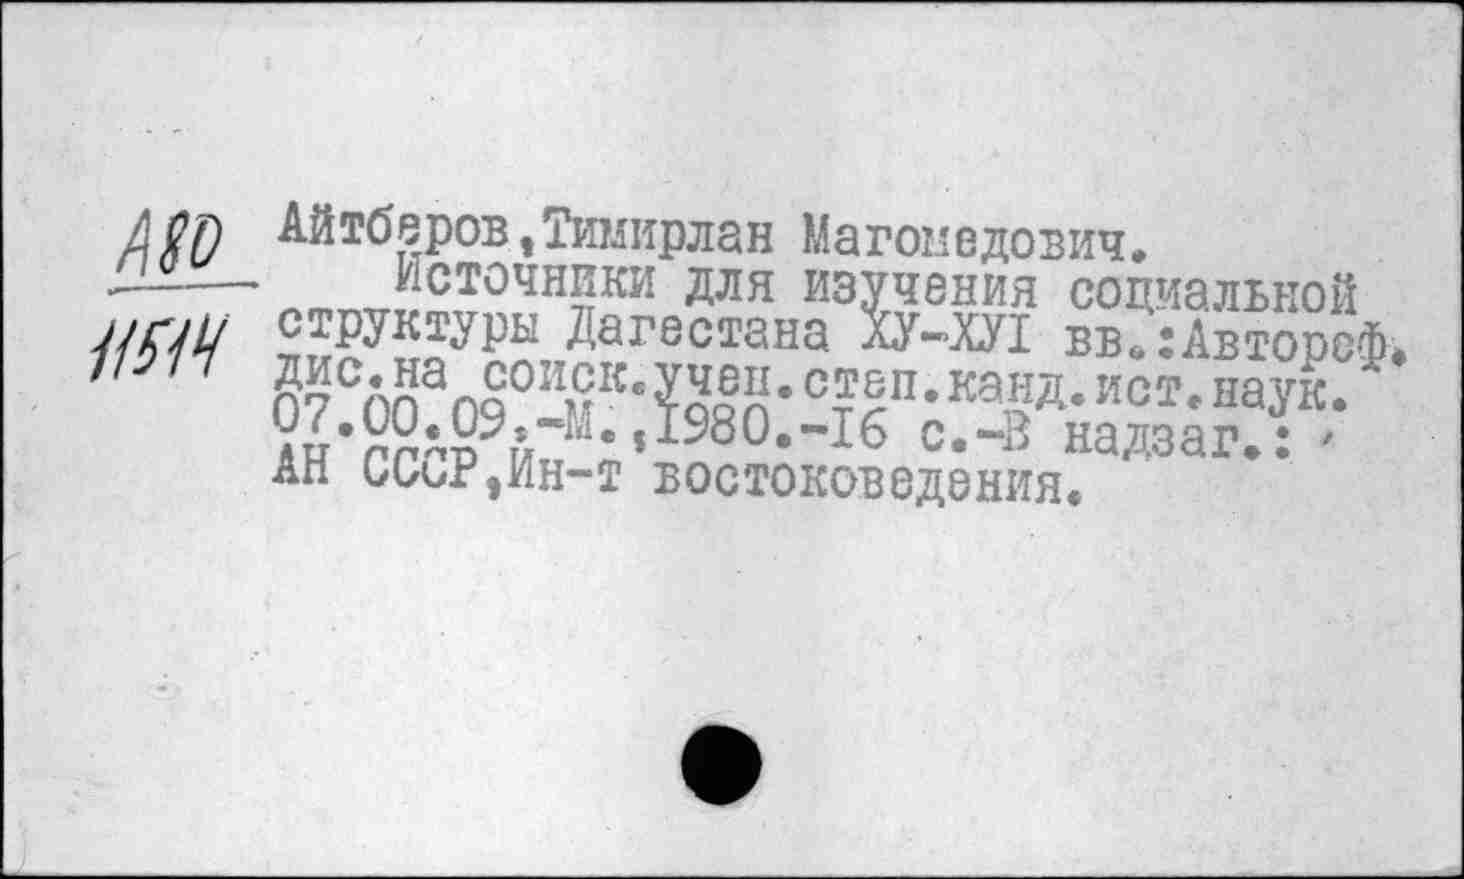 А80
11514
Айтберов,Тимирлан Магомедович.
Источники для изучения социальной
структуры Дагестана ХУ-ХУI вв.:Автореф.
дис.на соиск.учен.степ.канд.ист.наук.
07.00.09.-М.,1980.-16 с.-В надзаг.:
АН СССР,Ин-т востоковедения.